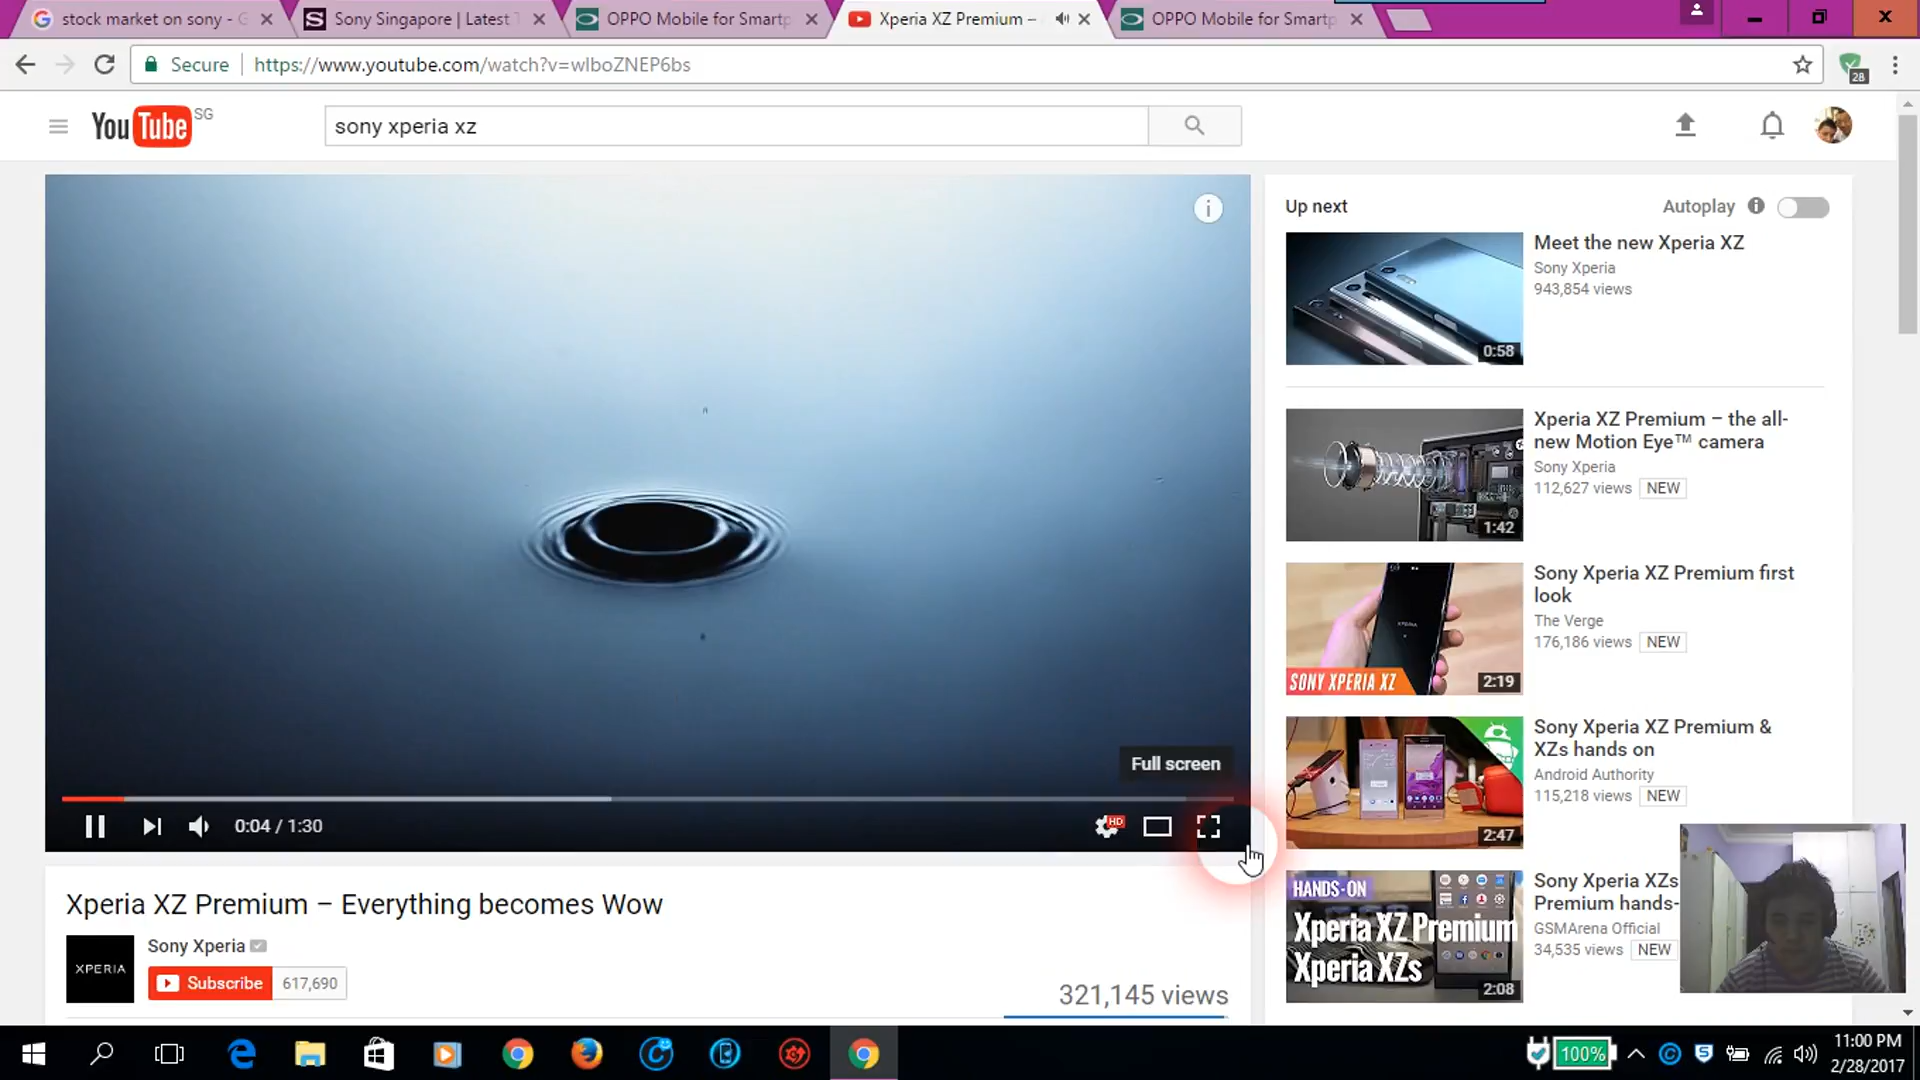 stock market on sony - G
Sony Singapore | Latest T
OPPO Mobile for Smartp
Xperia XZ Premium –
OPPO Mobile for Smartp
Secure
https://www.youtube.com/watch?v=wlboZNEP6bs
28
YouTube SG
sony xperia xz
i
Up next
Autoplay
Meet the new Xperia XZ
Sony Xperia
943,854 views
0:58
Xperia XZ Premium – the all-
new Motion Eye™ camera
Sony Xperia
112,627 views NEW
1:42
Sony Xperia XZ Premium first
look
The Verge
176,186 views NEW
XPERIA
SONY XPERIA XZ
2:19
Sony Xperia XZ Premium &
XZs hands on
Android Authority
115,218 views NEW
2:47
Sony Xperia XZs
Premium hands-
GSMArena Official
34,535 views NEW
HANDS-ON
Xperia XZ Premium
Xperia XZs
2:08
Full screen
0:04 / 1:30
HD
Xperia XZ Premium – Everything becomes Wow
XPERIA
Sony Xperia
Subscribe 617,690
321,145 views
100%
11:00 PM
2/28/2017